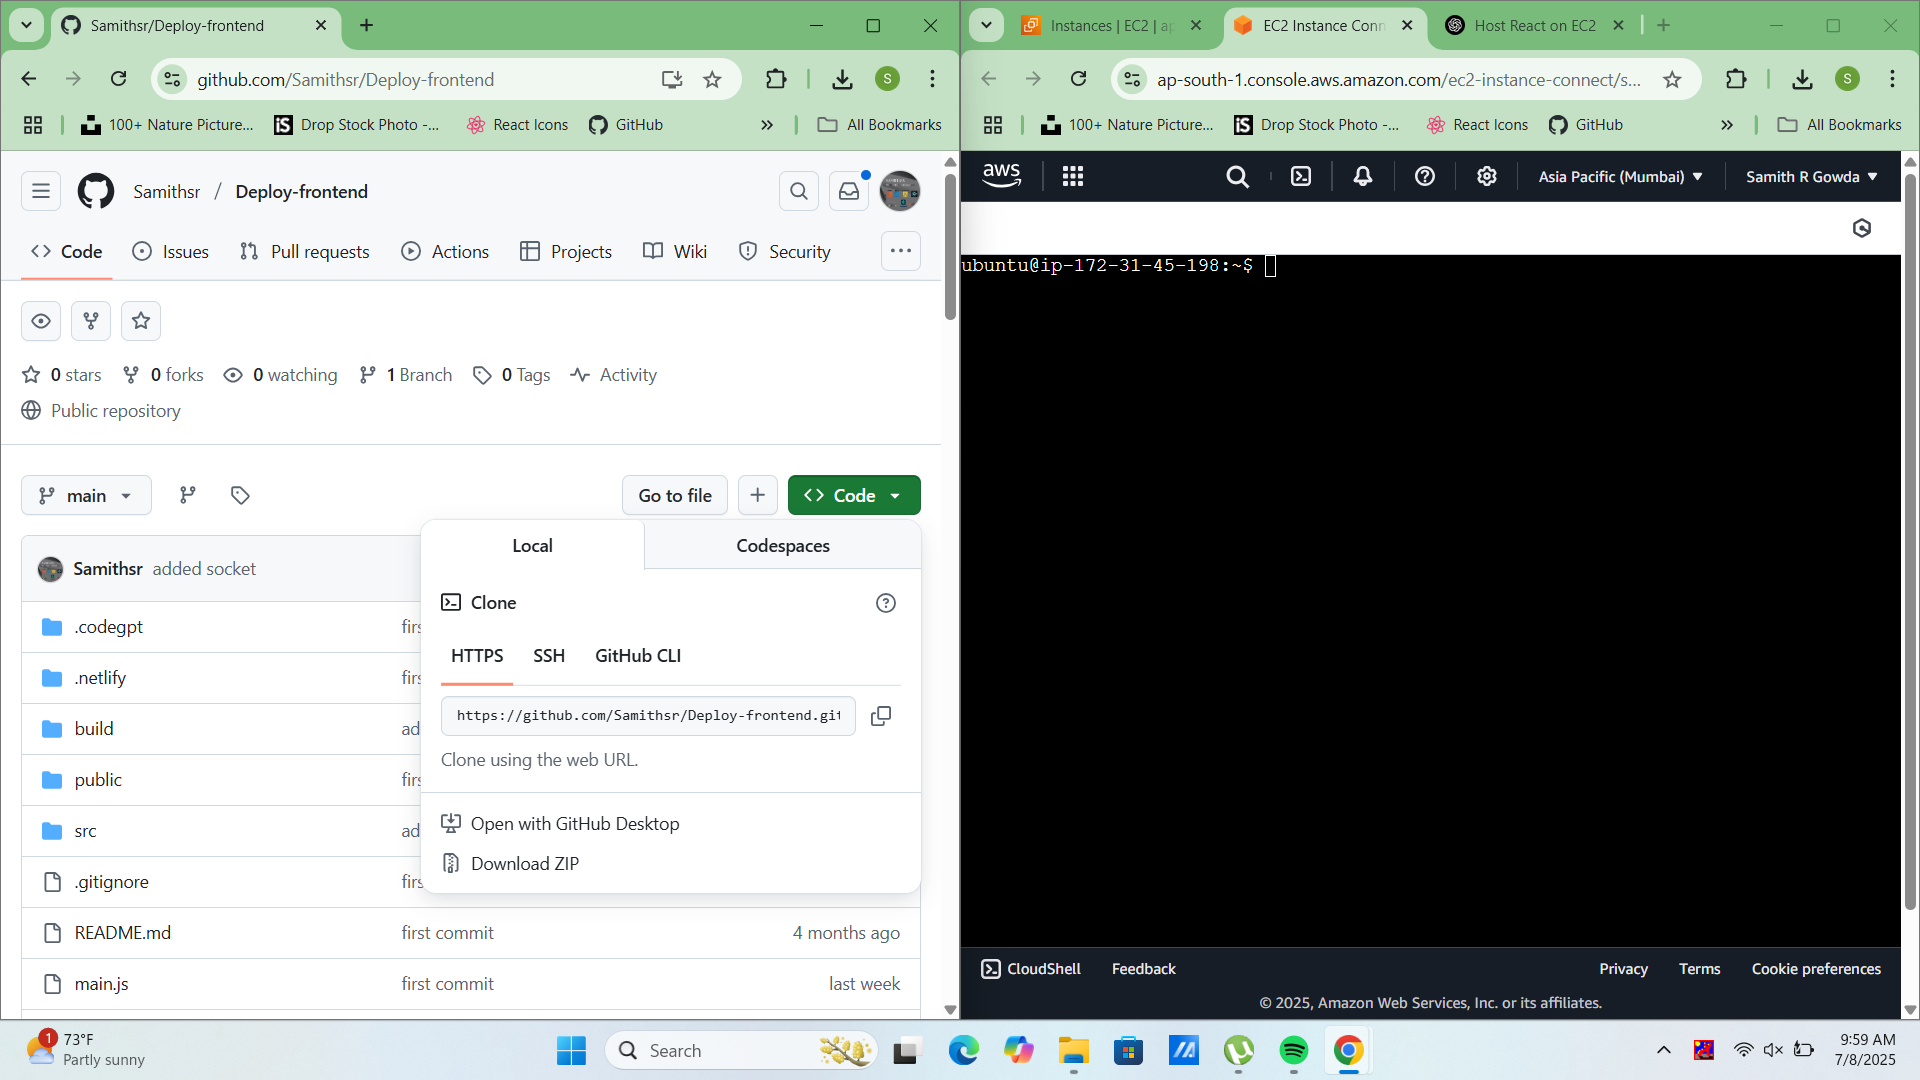 Samithsr/Deploy-frontend
github.com/Samithsr/Deploy-frontend
S
100+ Nature Picture...
Drop Stock Photo -...
React Icons
GitHub
All Bookmarks
Samithsr / Deploy-frontend
Code
Issues
Pull requests
Actions
Projects
Wiki
Security
0 stars
0 forks
0 watching
1 Branch
0 Tags
Activity
Public repository
main
Go to file
Code
Local
Codespaces
Samithsr added socket
Clone
HTTPS
SSH
GitHub CLI
https://github.com/Samithsr/Deploy-frontend.git
Clone using the web URL.
Open with GitHub Desktop
Download ZIP
.codegpt
firs
.netlify
firs
build
ad
public
firs
src
ad
.gitignore
firs
README.md
first commit
4 months ago
main.js
first commit
last week
Instances | EC2 | ap
EC2 Instance Conn
Host React on EC2
ap-south-1.console.aws.amazon.com/ec2-instance-connect/s...
S
100+ Nature Picture...
Drop Stock Photo -...
React Icons
GitHub
All Bookmarks
aws
Asia Pacific (Mumbai)
Samith R Gowda
ubuntu@ip-172-31-45-198:~$
CloudShell
Feedback
Privacy
Terms
Cookie preferences
© 2025, Amazon Web Services, Inc. or its affiliates.
1
73°F
Partly sunny
Search
9:59 AM
7/8/2025